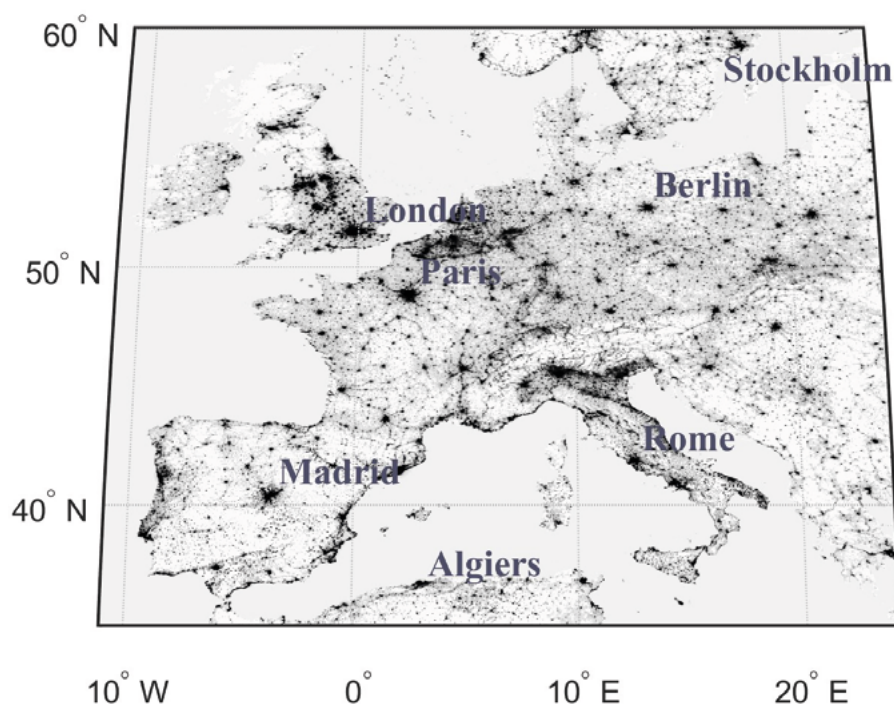 60° N
Stockholm
Berlin
London
50° N
Paris
Rome
Madrid
40° N
Algiers
10° W 0° 10° E 20° E